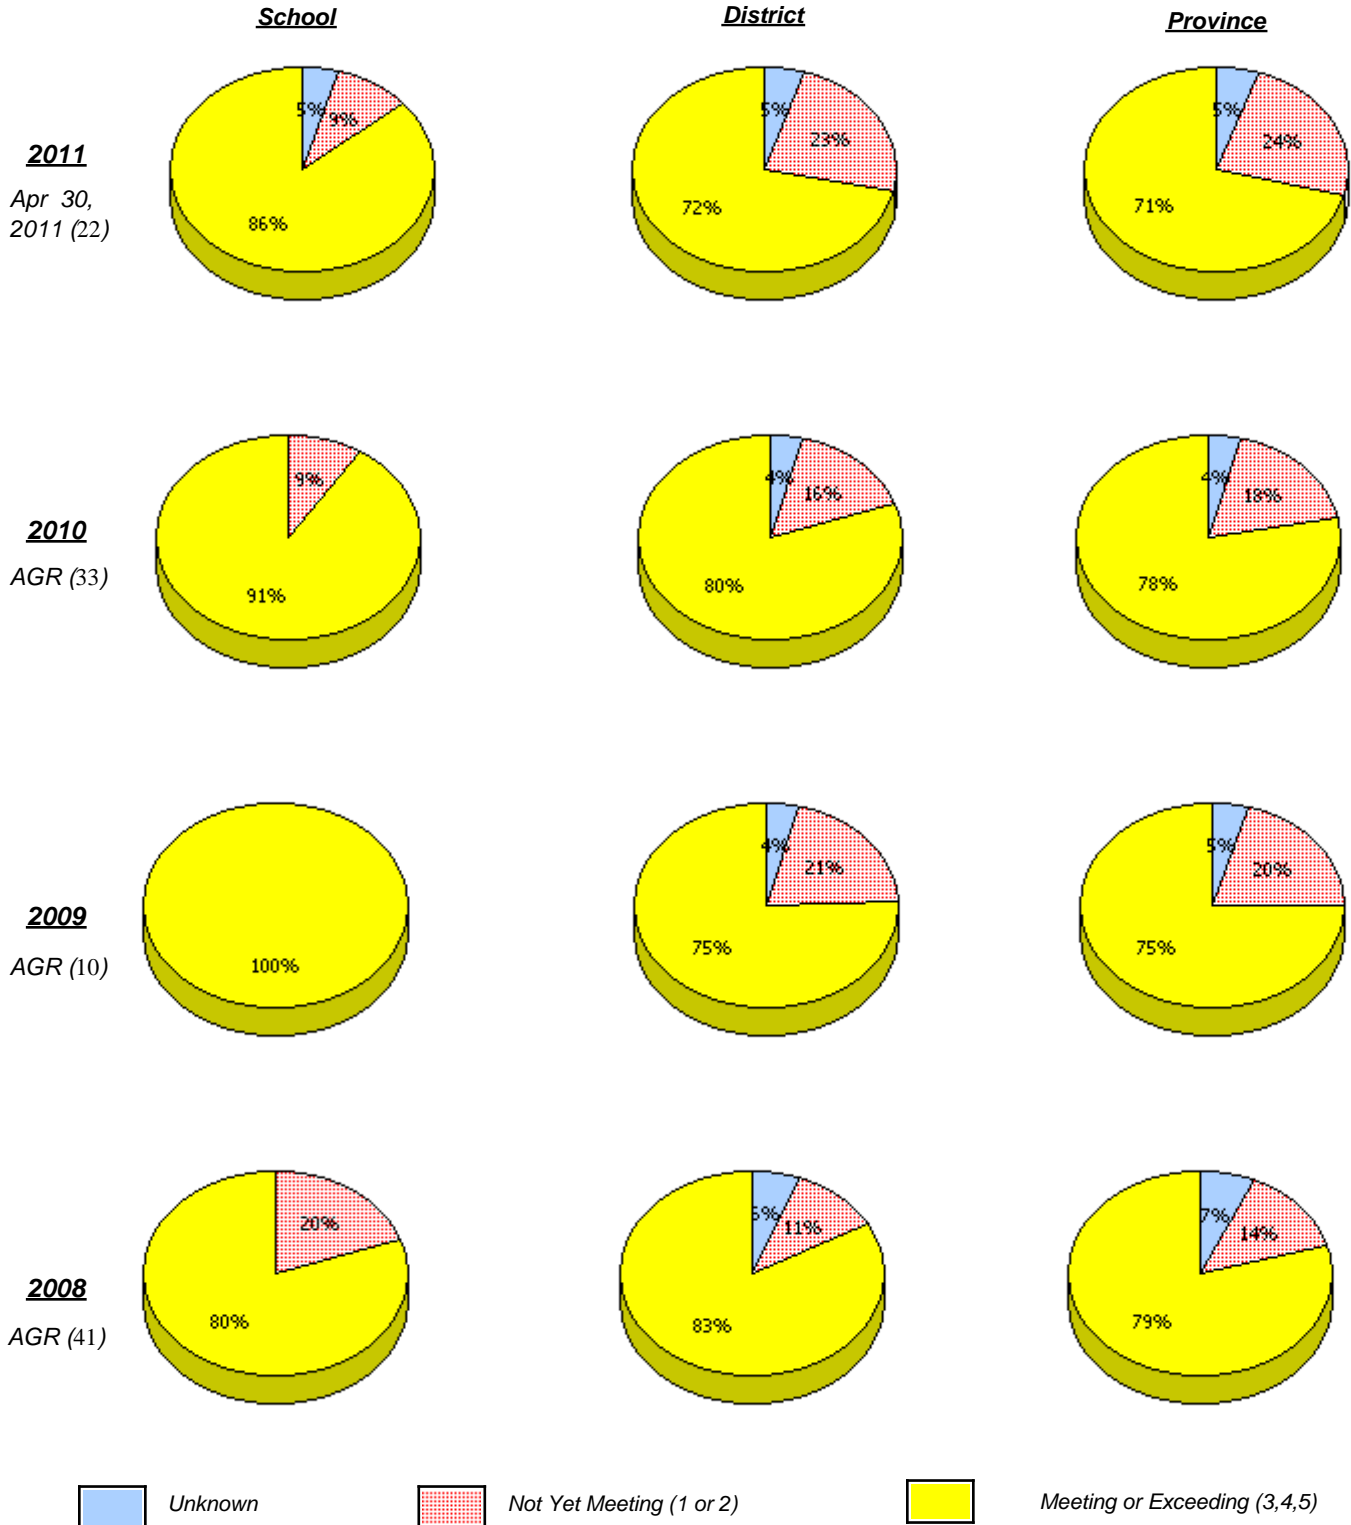 School District Province
2011
Apr 30,
2011 (22)
5% 9% 86%
5% 23% 72%
5% 24% 71%
2010
AGR (33)
9% 91%
4% 16% 80%
4% 18% 78%
2009
AGR (10)
100%
4% 21% 75%
5% 20% 75%
2008
AGR (41)
20% 80%
11% 83%
7% 14% 79%
Unknown Not Yet Meeting (1 or 2) Meeting or Exceeding (3,4,5)